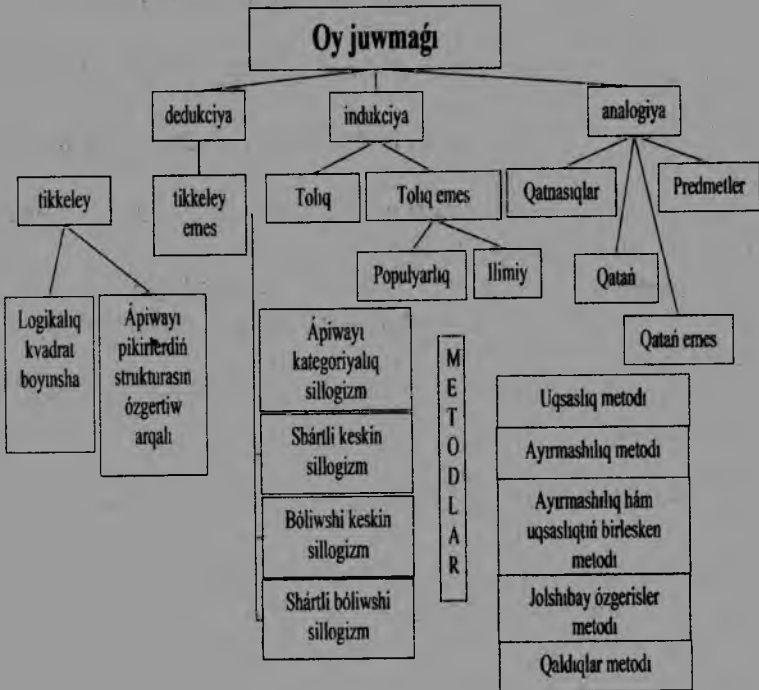 Oy juwmaǵı
dedukciya
indukciya
analogiya
tikkeley
tikkeley
emes
Tolıq
Tolıq emes
Qatnasıqlar
Predmetler
Populyarlıq
Ilimiy
Qatań
Qatań emes
Logikalıq
kvadrat
boyınsha
Ápiwayı
pikirlerdiń
strukturasın
ózgertiw
arqalı
Ápiwayı
kategoriyalıq
sillogizm
Shártli keskin
sillogizm
Bóliwshi keskin
sillogizm
Shártli bóliwshi
sillogizm
M
E
T
O
D
L
A
R
Uqsaslıq metodı
Ayırmashılıq metodı
Ayırmashılıq hám
uqsaslıqtıń birlesken
metodı
Jolshıbay ózgerisler
metodı
Qaldıqlar metodı